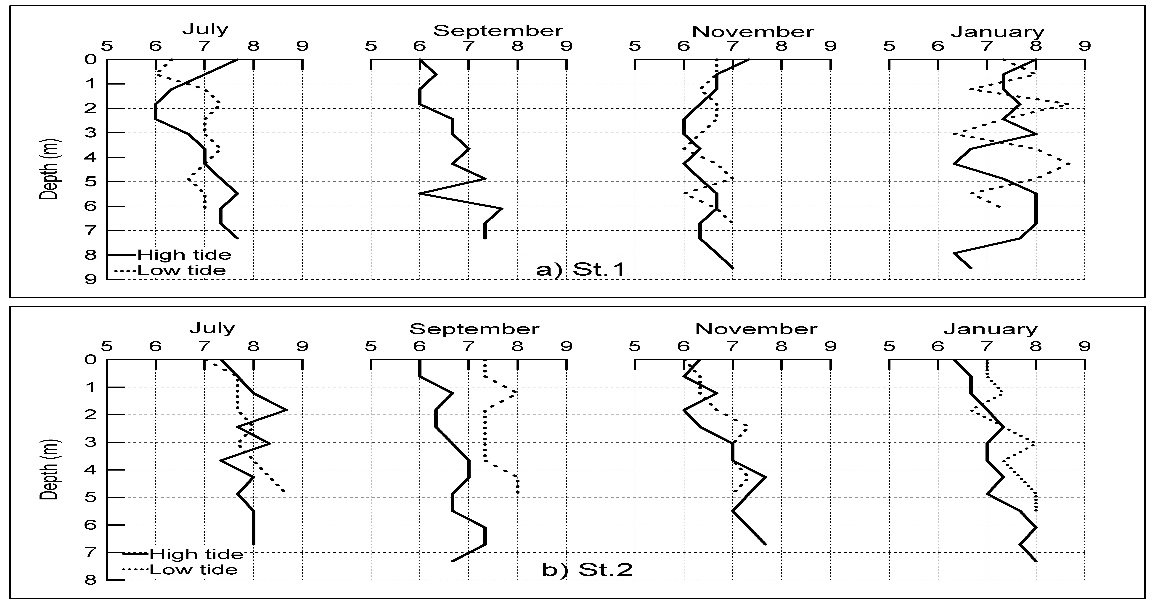 July September November January
5 6 7 8 9 5 6 7 8 9 5 6 7 8 9 5 6 7 8 9
0
1
2
3
4
5
6
7
8
9
Depth (m)
High tide
Low tide
a) St.1
July September November January
5 6 7 8 9 5 6 7 8 9 5 6 7 8 9 5 6 7 8 9
0
1
2
3
4
5
6
7
8
Depth (m)
High tide
Low tide
b) St.2